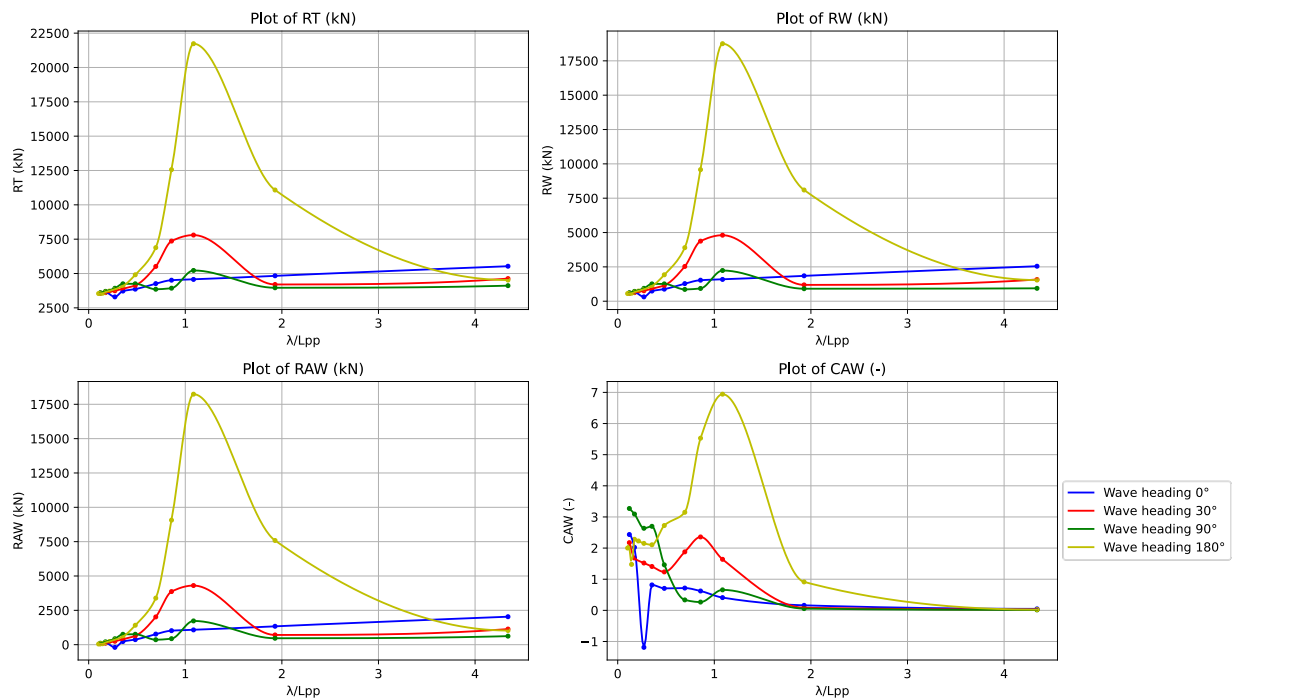 Plot of RT (kN)
22500
20000
17500
15000
12500
10000
7500
5000
2500
RT (kN)
0 1 2 3 4
λ/Lpp
Plot of RW (kN)
17500
15000
12500
10000
7500
5000
2500
0
RW (kN)
0 1 2 3 4
λ/Lpp
Plot of RAW (kN)
17500
15000
12500
10000
7500
5000
2500
0
RAW (kN)
0 1 2 3 4
λ/Lpp
Plot of CAW (-)
7
6
5
4
3
2
1
0
−1
CAW (-)
0 1 2 3 4
λ/Lpp
Wave heading 0°
Wave heading 30°
Wave heading 90°
Wave heading 180°